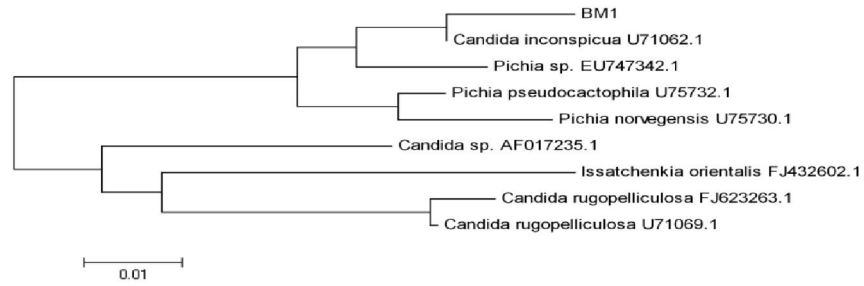 BM1
Candida inconspicua U71062.1
Pichia sp. EU747342.1
Pichia pseudocactophila U75732.1
Pichia norvegensis U75730.1
Candida sp. AF017235.1
Issatchenkia orientalis FJ432602.1
Candida rugopelliculosa FJ623263.1
Candida rugopelliculosa U71069.1
0.01